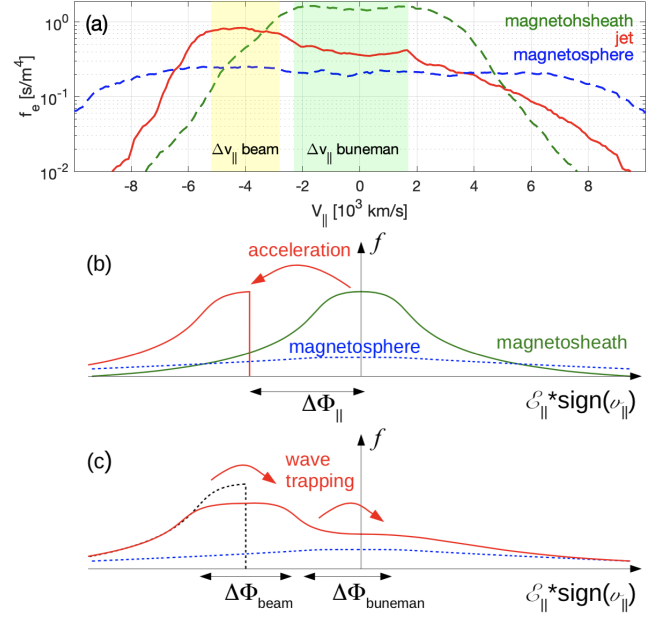 (a)
magnetohsheath
jet
magnetosphere
10^0
10^-1
10^-2
f_e [s/m^4]
Δv_|| beam
Δv_|| buneman
-8 -6 -4 -2 0 2 4 6 8
V_|| [10^3 km/s]
(b)
f
acceleration
magnetosphere
magnetosheath
ΔΦ_||
ℰ_||*sign(v_||)
(c)
f
wave
trapping
ΔΦ_beam
ΔΦ_buneman
ℰ_||*sign(v_||)